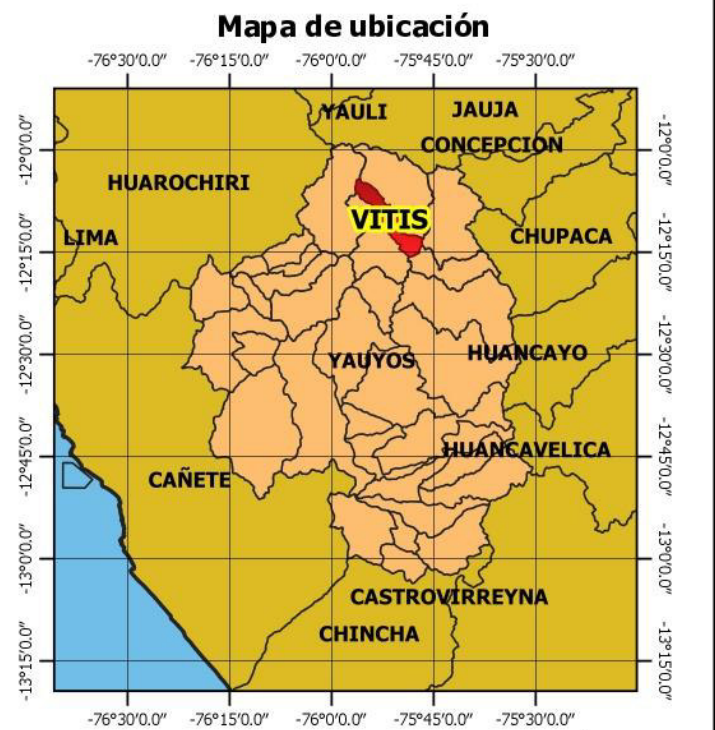 Mapa de ubicación
-76°30'0.0" -76°15'0.0" -76°0'0.0" -75°45'0.0" -75°30'0.0"
YAULI JAUJA
-12°0'0.0" CONCEPCION -12°0'0.0"
HUAROCHIRI
VITIS
LIMA CHUPACA
-12°15'0.0" -12°15'0.0"
-12°30'0.0" YAUYOS HUANCAYO -12°30'0.0"
HUANCAVELICA
-12°45'0.0" -12°45'0.0"
CAÑETE
-13°0'0.0" -13°0'0.0"
CASTROVIRREYNA
CHINCHA
-13°15'0.0" -13°15'0.0"
-76°30'0.0" -76°15'0.0" -76°0'0.0" -75°45'0.0" -75°30'0.0"